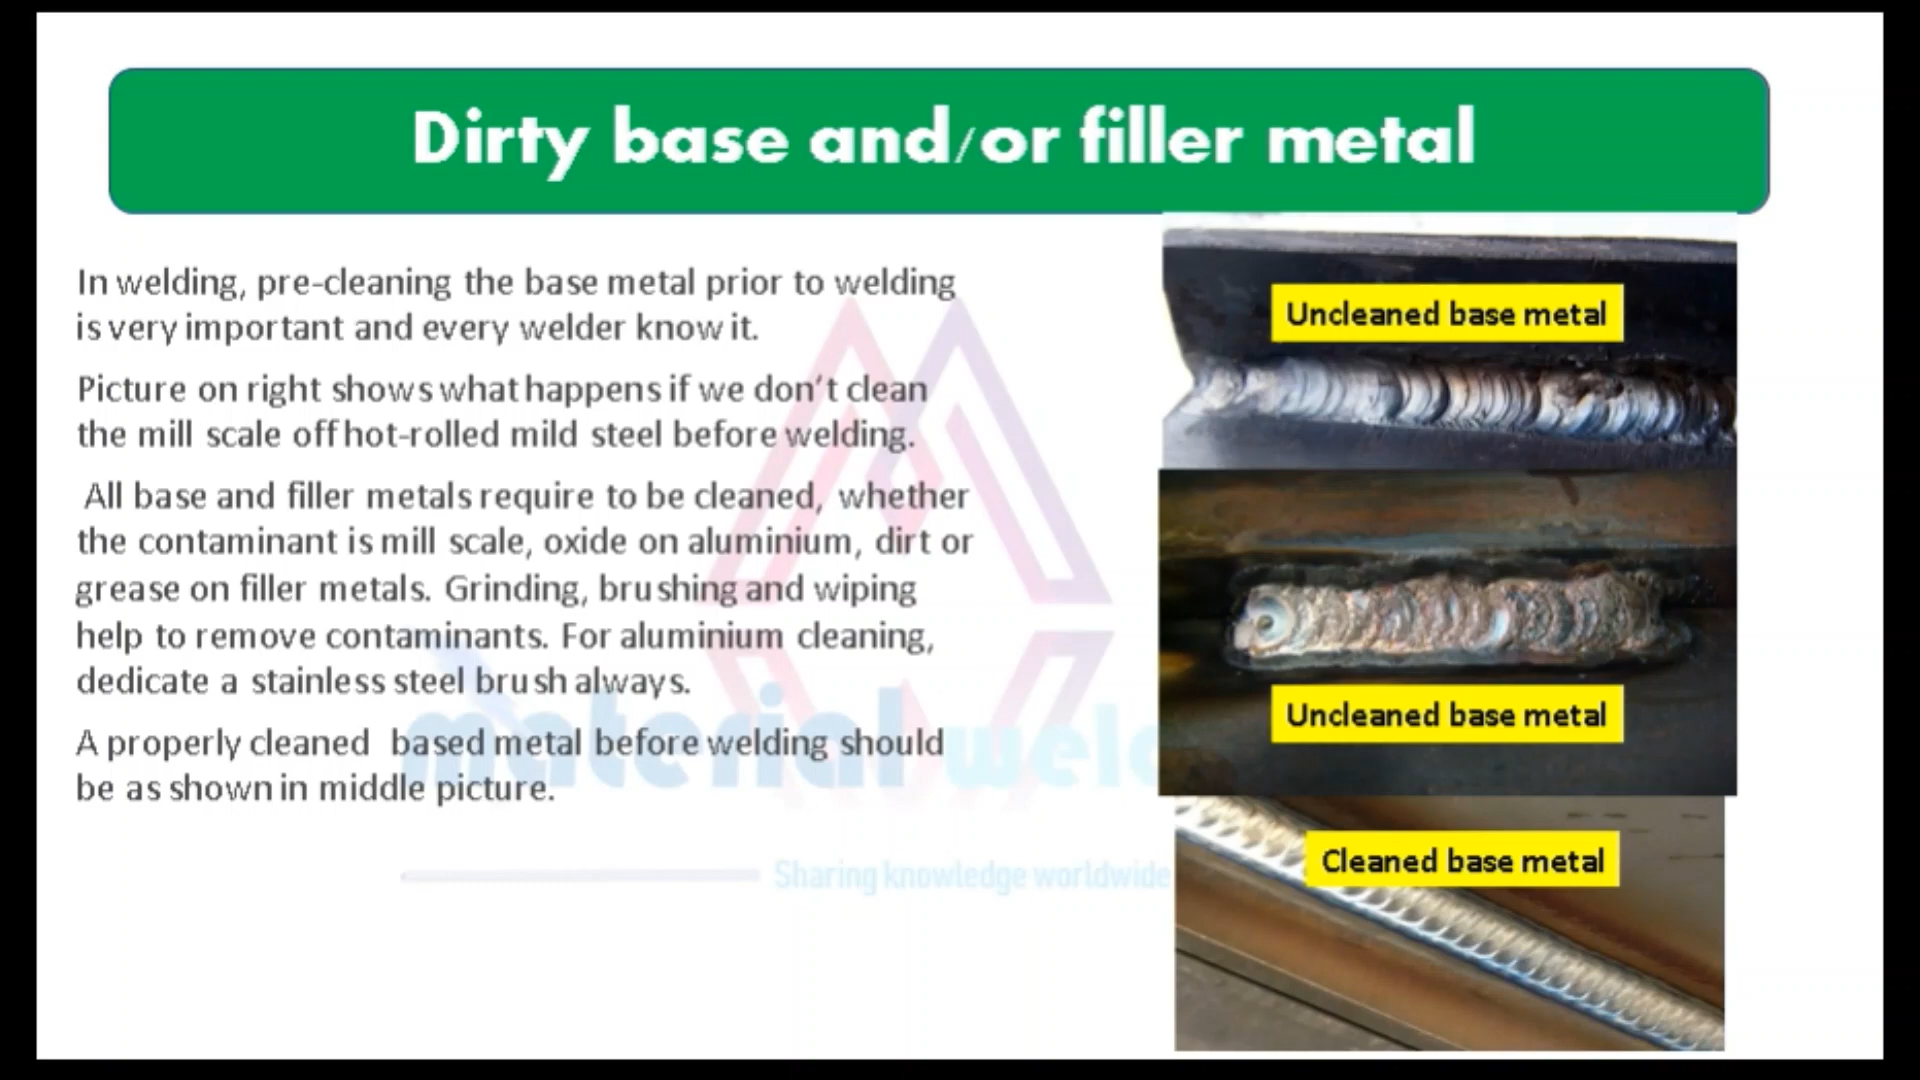 Dirty base and/or filler metal
In welding, pre-cleaning the base metal prior to welding
is very important and every welder know it.
Picture on right shows what happens if we don't clean
the mill scale off hot-rolled mild steel before welding.
All base and filler metals require to be cleaned, whether
the contaminant is mill scale, oxide on aluminium, dirt or
grease on filler metals. Grinding, brushing and wiping
help to remove contaminants. For aluminium cleaning,
dedicate a stainless steel brush always.
A properly cleaned based metal before welding should
be as shown in middle picture.
material weld
Sharing knowledge worldwide
Uncleaned base metal
Uncleaned base metal
Cleaned base metal